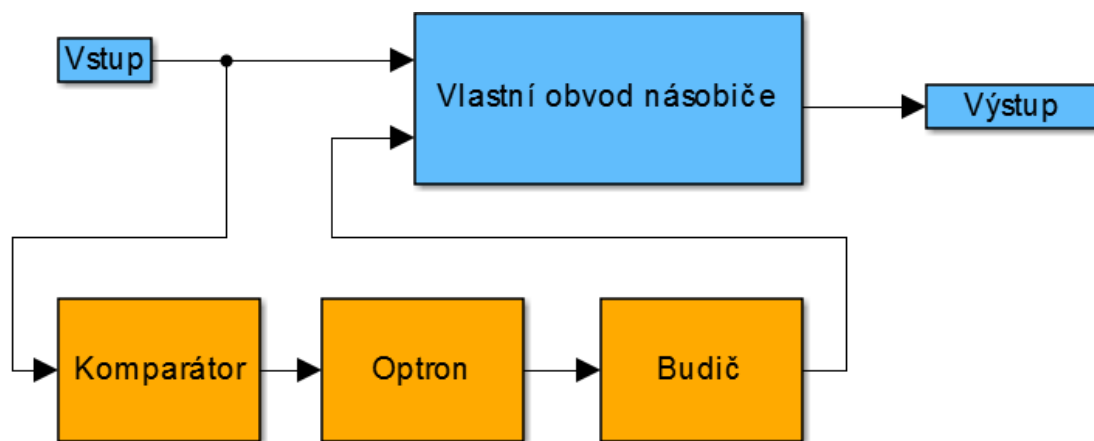 Vstup
Vlastní obvod násobiče
Výstup
Komparátor
Optron
Budič